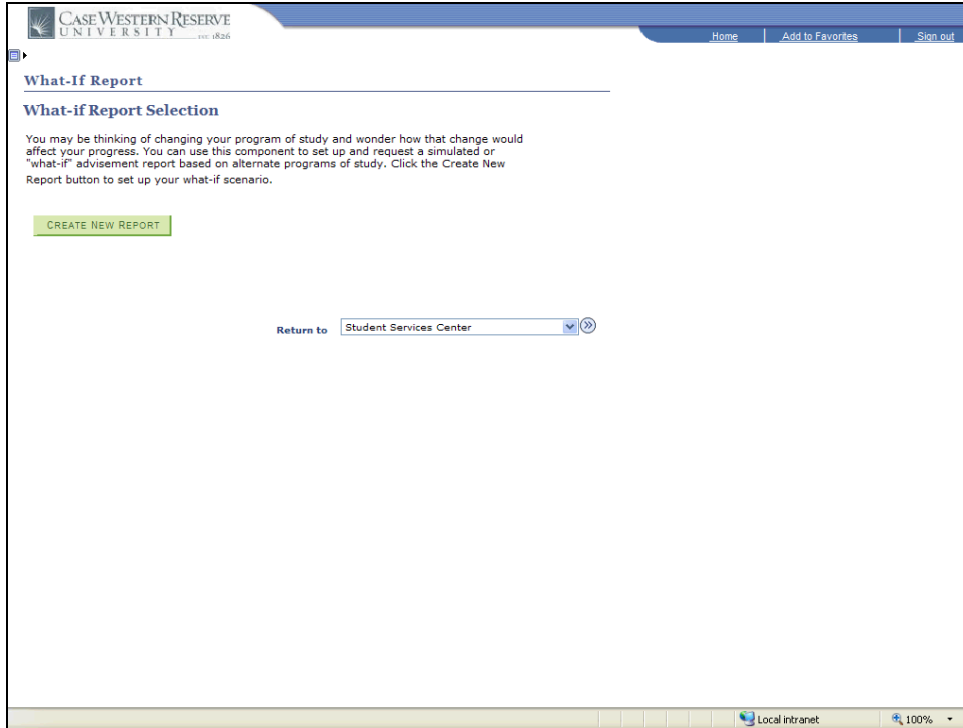 CASE WESTERN RESERVE
UNIVERSITY EST. 1826
Home Add to Favorites Sign out
What-If Report
What-if Report Selection
You may be thinking of changing your program of study and wonder how that change would
affect your progress. You can use this component to set up and request a simulated or
"what-if" advisement report based on alternate programs of study. Click the Create New
Report button to set up your what-if scenario.
CREATE NEW REPORT
Return to Student Services Center
Local intranet 100%